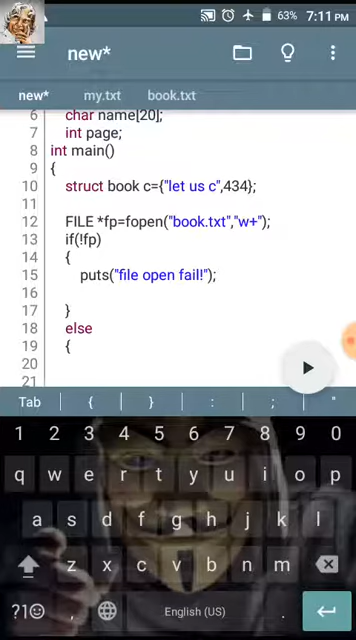 63% 7:11 PM
new*
new* my.txt book.txt
6 char name[20];
7 int page;
8 int main()
9 {
10 struct book c={"let us c",434};
11
12 FILE *fp=fopen("book.txt","w+");
13 if(!fp)
14 {
15 puts("file open fail!");
16
17 }
18 else
19 {
20
21
Tab { } : ; "
1 2 3 4 5 6 7 8 9 0
q w e r t y u i o p
a s d f g h j k l
z x c v b n m
?1☺ , English (US) .